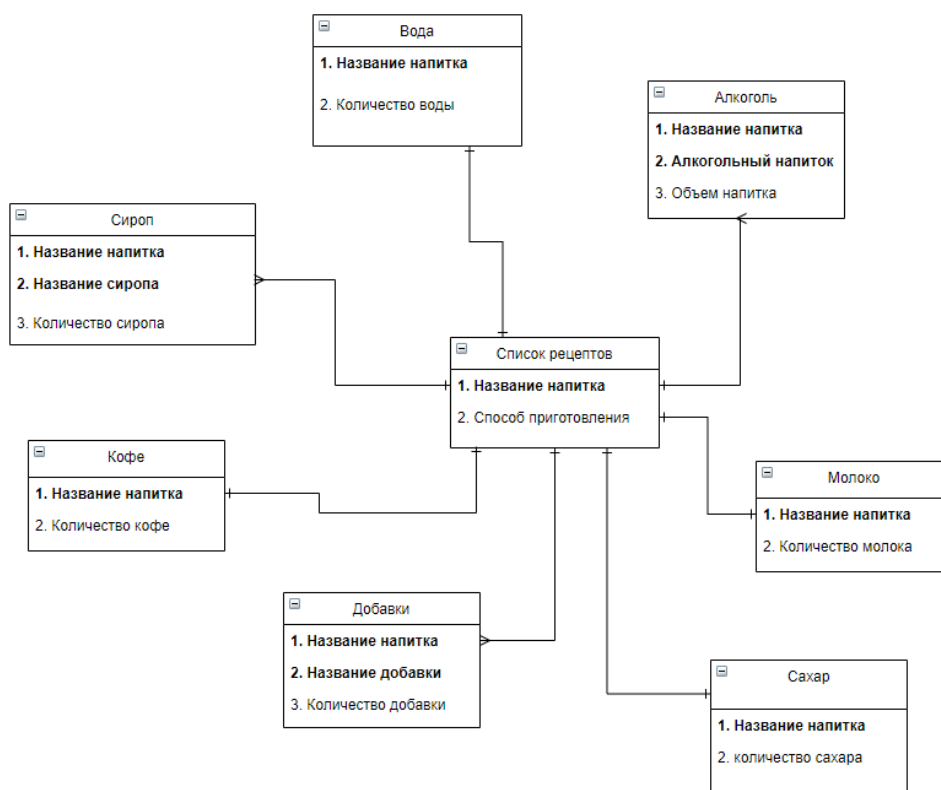 Вода
1. Название напитка
2. Количество воды
Алкоголь
1. Название напитка
2. Алкогольный напиток
3. Объем напитка
Сироп
1. Название напитка
2. Название сиропа
3. Количество сиропа
Список рецептов
1. Название напитка
2. Способ приготовления
Кофе
1. Название напитка
2. Количество кофе
Молоко
1. Название напитка
2. Количество молока
Добавки
1. Название напитка
2. Название добавки
3. Количество добавки
Сахар
1. Название напитка
2. количество сахара